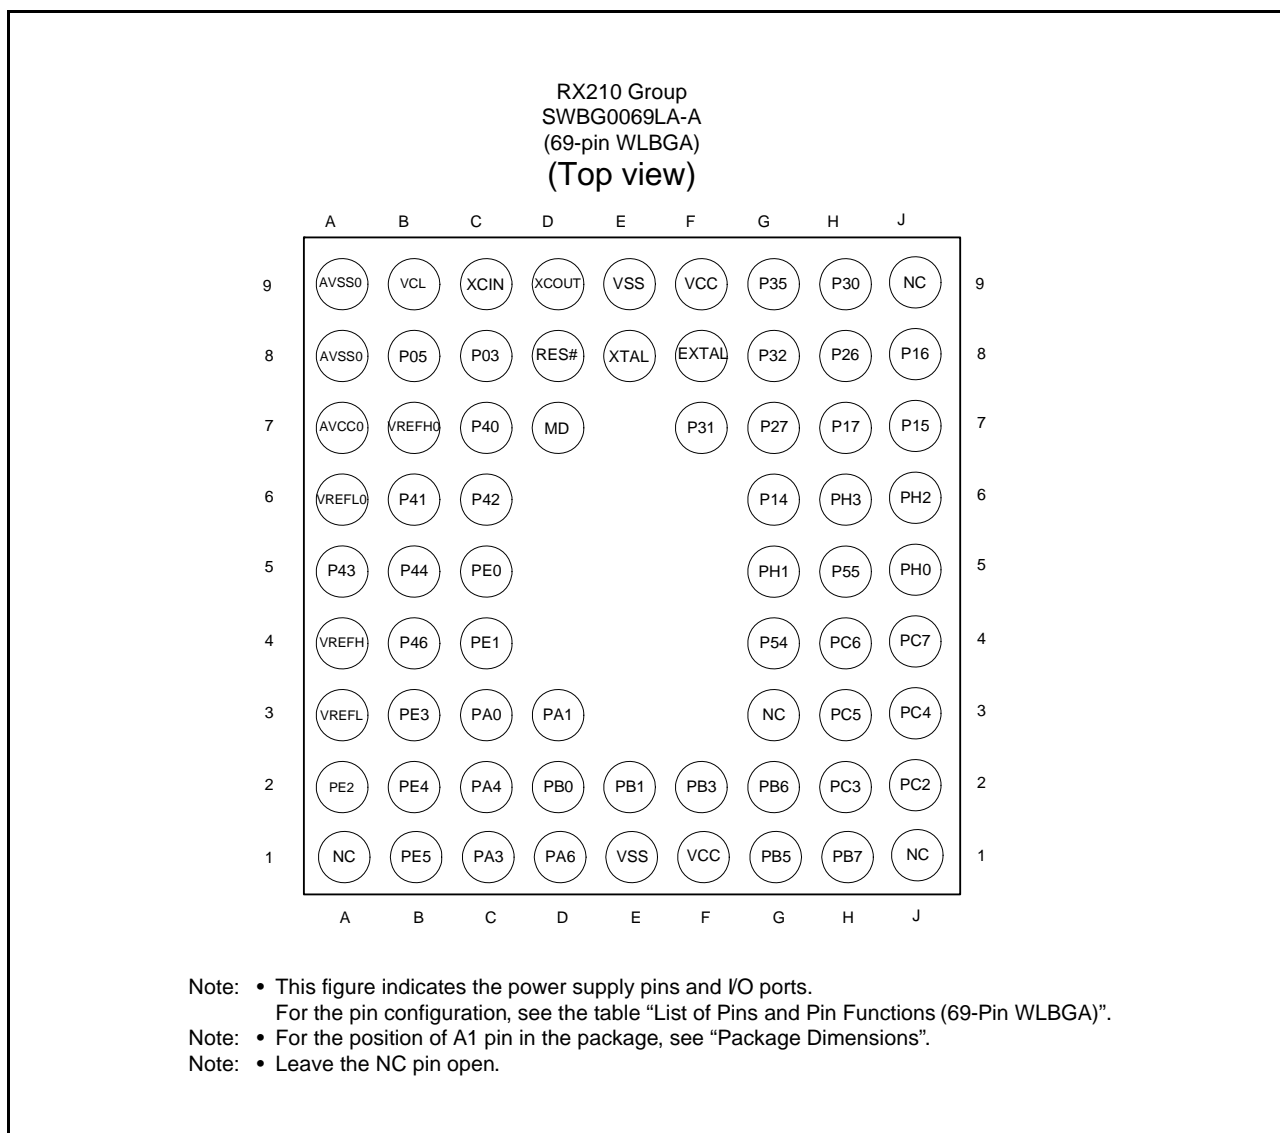 RX210 Group
SWBG0069LA-A
(69-pin WLBGA)
(Top view)
A B C D E F G H J
9 AVSS0 VCL XCIN XCOUT VSS VCC P35 P30 NC 9
8 AVSS0 P05 P03 RES# XTAL EXTAL P32 P26 P16 8
7 AVCC0 VREFH0 P40 MD P31 P27 P17 P15 7
6 VREFL0 P41 P42 P14 PH3 PH2 6
5 P43 P44 PE0 PH1 P55 PH0 5
4 VREFH P46 PE1 P54 PC6 PC7 4
3 VREFL PE3 PA0 PA1 NC PC5 PC4 3
2 PE2 PE4 PA4 PB0 PB1 PB3 PB6 PC3 PC2 2
1 NC PE5 PA3 PA6 VSS VCC PB5 PB7 NC 1
A B C D E F G H J
Note: • This figure indicates the power supply pins and I/O ports.
For the pin configuration, see the table “List of Pins and Pin Functions (69-Pin WLBGA)”.
Note: • For the position of A1 pin in the package, see “Package Dimensions”.
Note: • Leave the NC pin open.